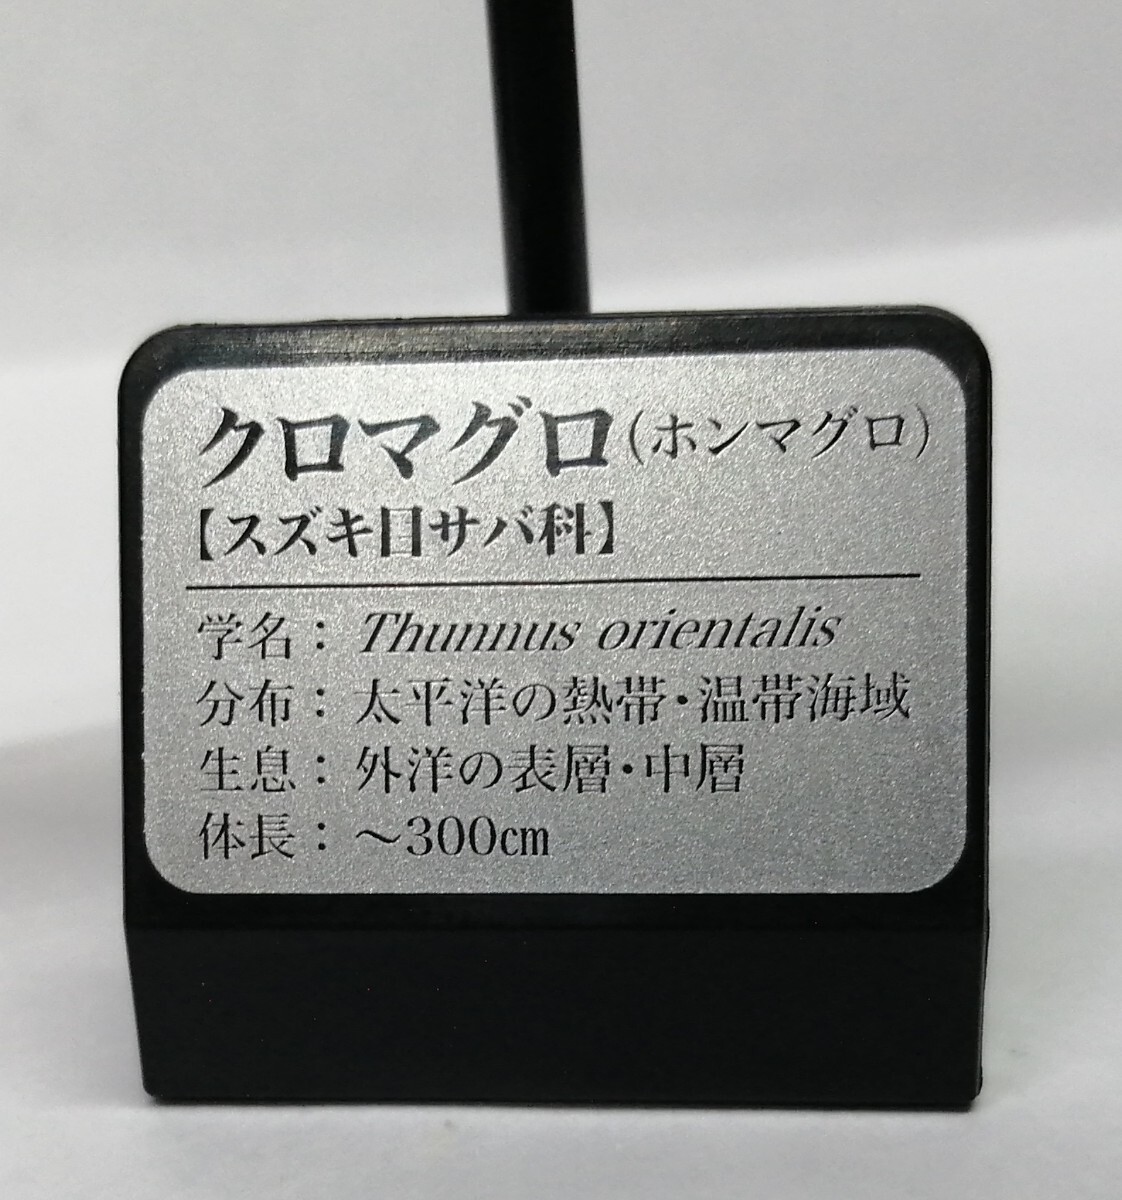 クロマグロ(ホンマグロ)
【スズキ目サバ科】
学名：Thunnus orientalis
分布：太平洋の熱帯・温帯海域
生息：外洋の表層・中層
体長：～300㎝